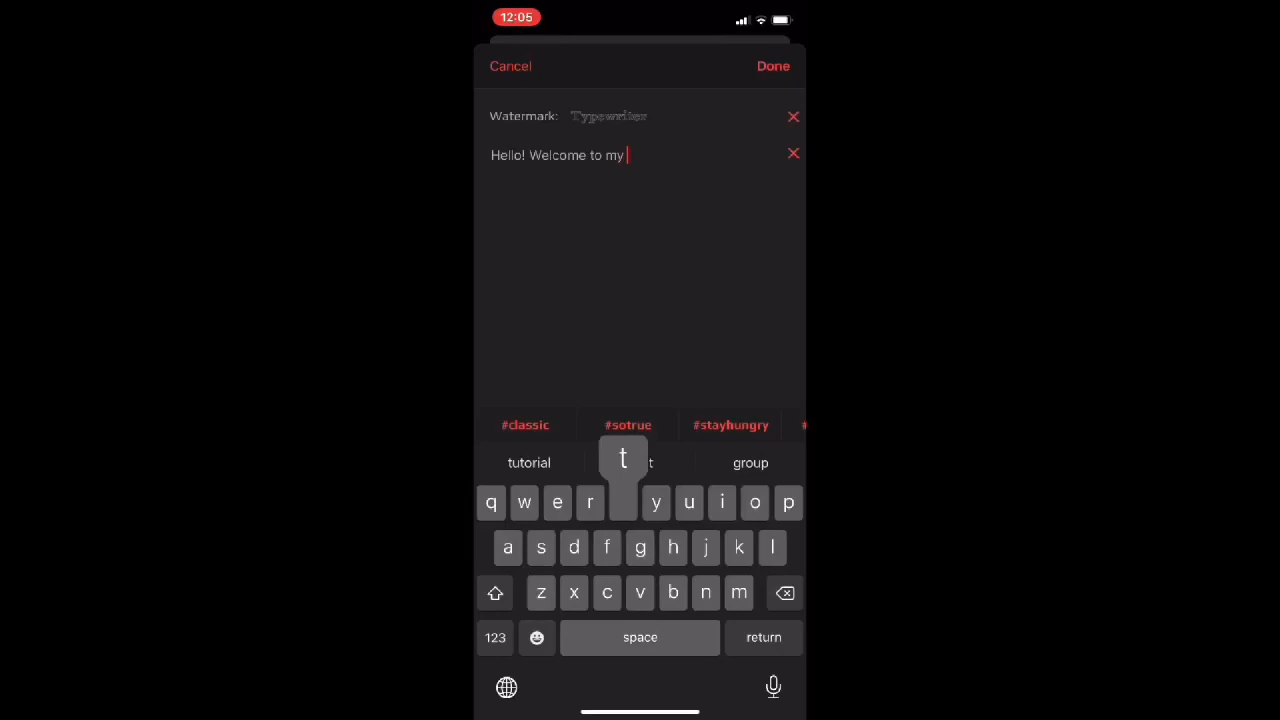 12:05
Cancel Done
Watermark: Typewriter
Hello! Welcome to my
#classic #sotrue #stayhungry #
tutorial t group
t
q w e r y u i o p
a s d f g h j k l
z x c v b n m
123 space return